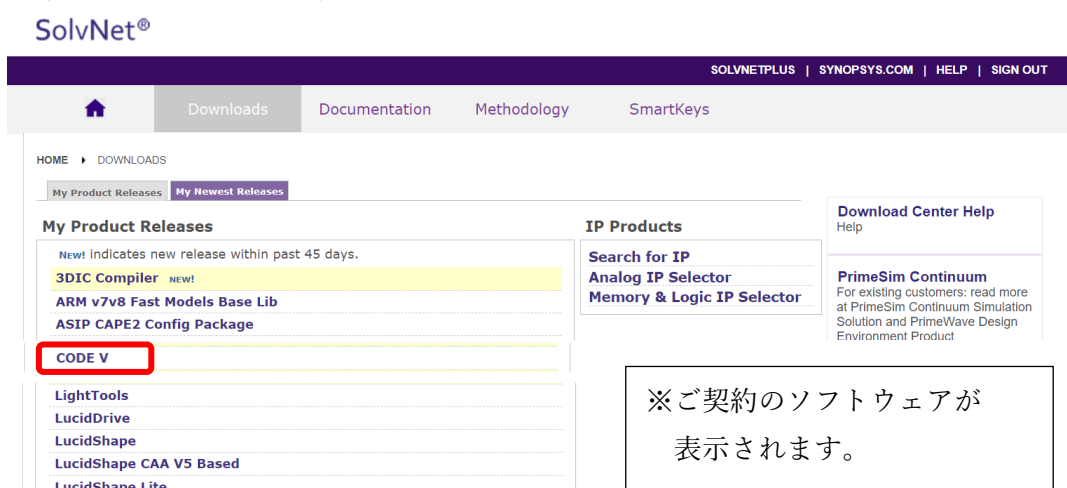 SolvNet®
SOLVNETPLUS | SYNOPSYS.COM | HELP | SIGN OUT
Downloads Documentation Methodology SmartKeys
HOME ▸ DOWNLOADS
My Product Releases My Newest Releases
My Product Releases
NEW! indicates new release within past 45 days.
3DIC Compiler NEW!
ARM v7v8 Fast Models Base Lib
ASIP CAPE2 Config Package
CODE V
LightTools
LucidDrive
LucidShape
LucidShape CAA V5 Based
LucidShape Lite
IP Products
Search for IP
Analog IP Selector
Memory & Logic IP Selector
Download Center Help
Help
PrimeSim Continuum
For existing customers: read more
at PrimeSim Continuum Simulation
Solution and PrimeWave Design
Environment Product
※ご契約のソフトウェアが
表示されます。